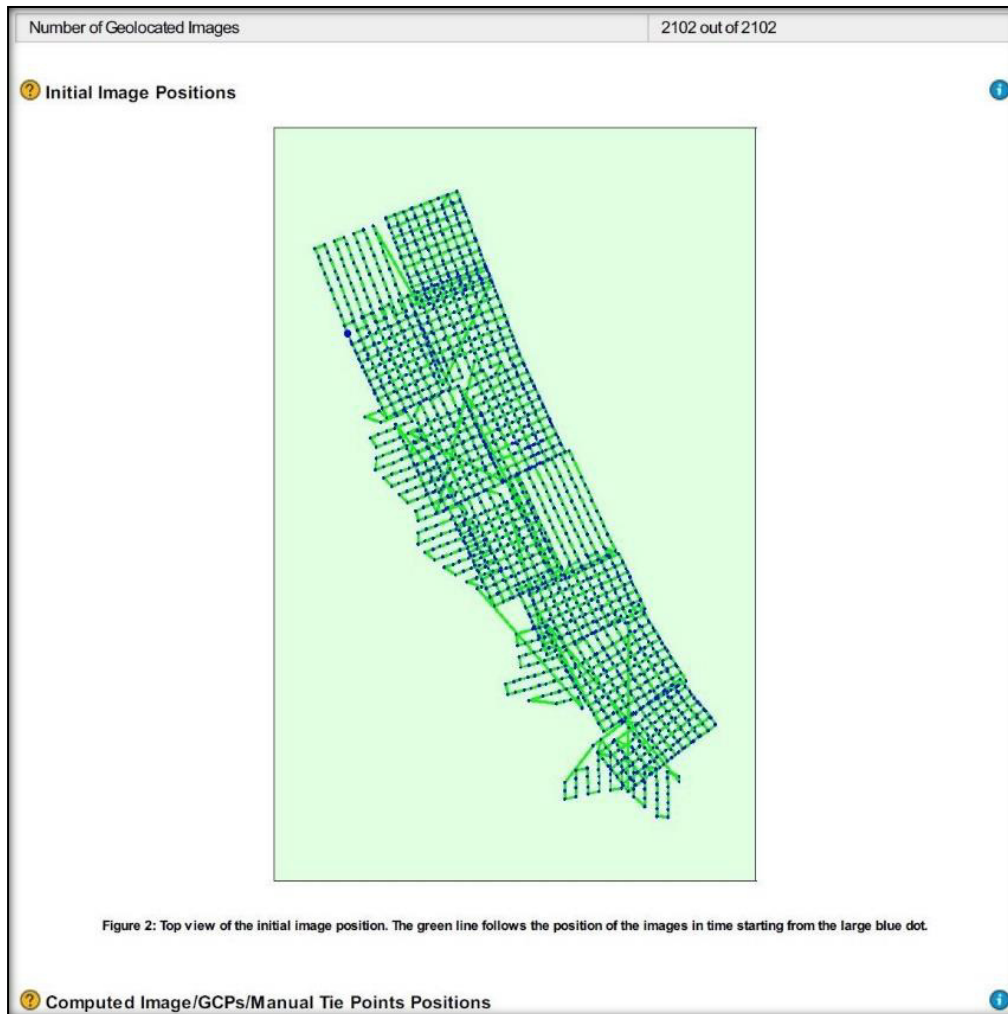 Number of Geolocated Images 2102 out of 2102
? Initial Image Positions i
Figure 2: Top view of the initial image position. The green line follows the position of the images in time starting from the large blue dot.
? Computed Image/GCPs/Manual Tie Points Positions i